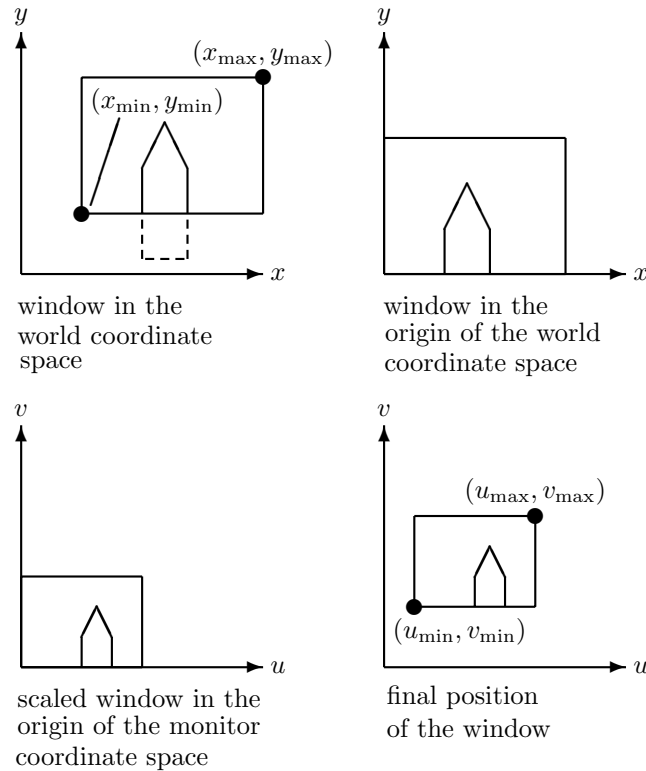 y
(x_max, y_max)
(x_min, y_min)
x
window in the
world coordinate
space
y
x
window in the
origin of the world
coordinate space
v
u
scaled window in the
origin of the monitor
coordinate space
v
(u_max, v_max)
(u_min, v_min)
u
final position
of the window